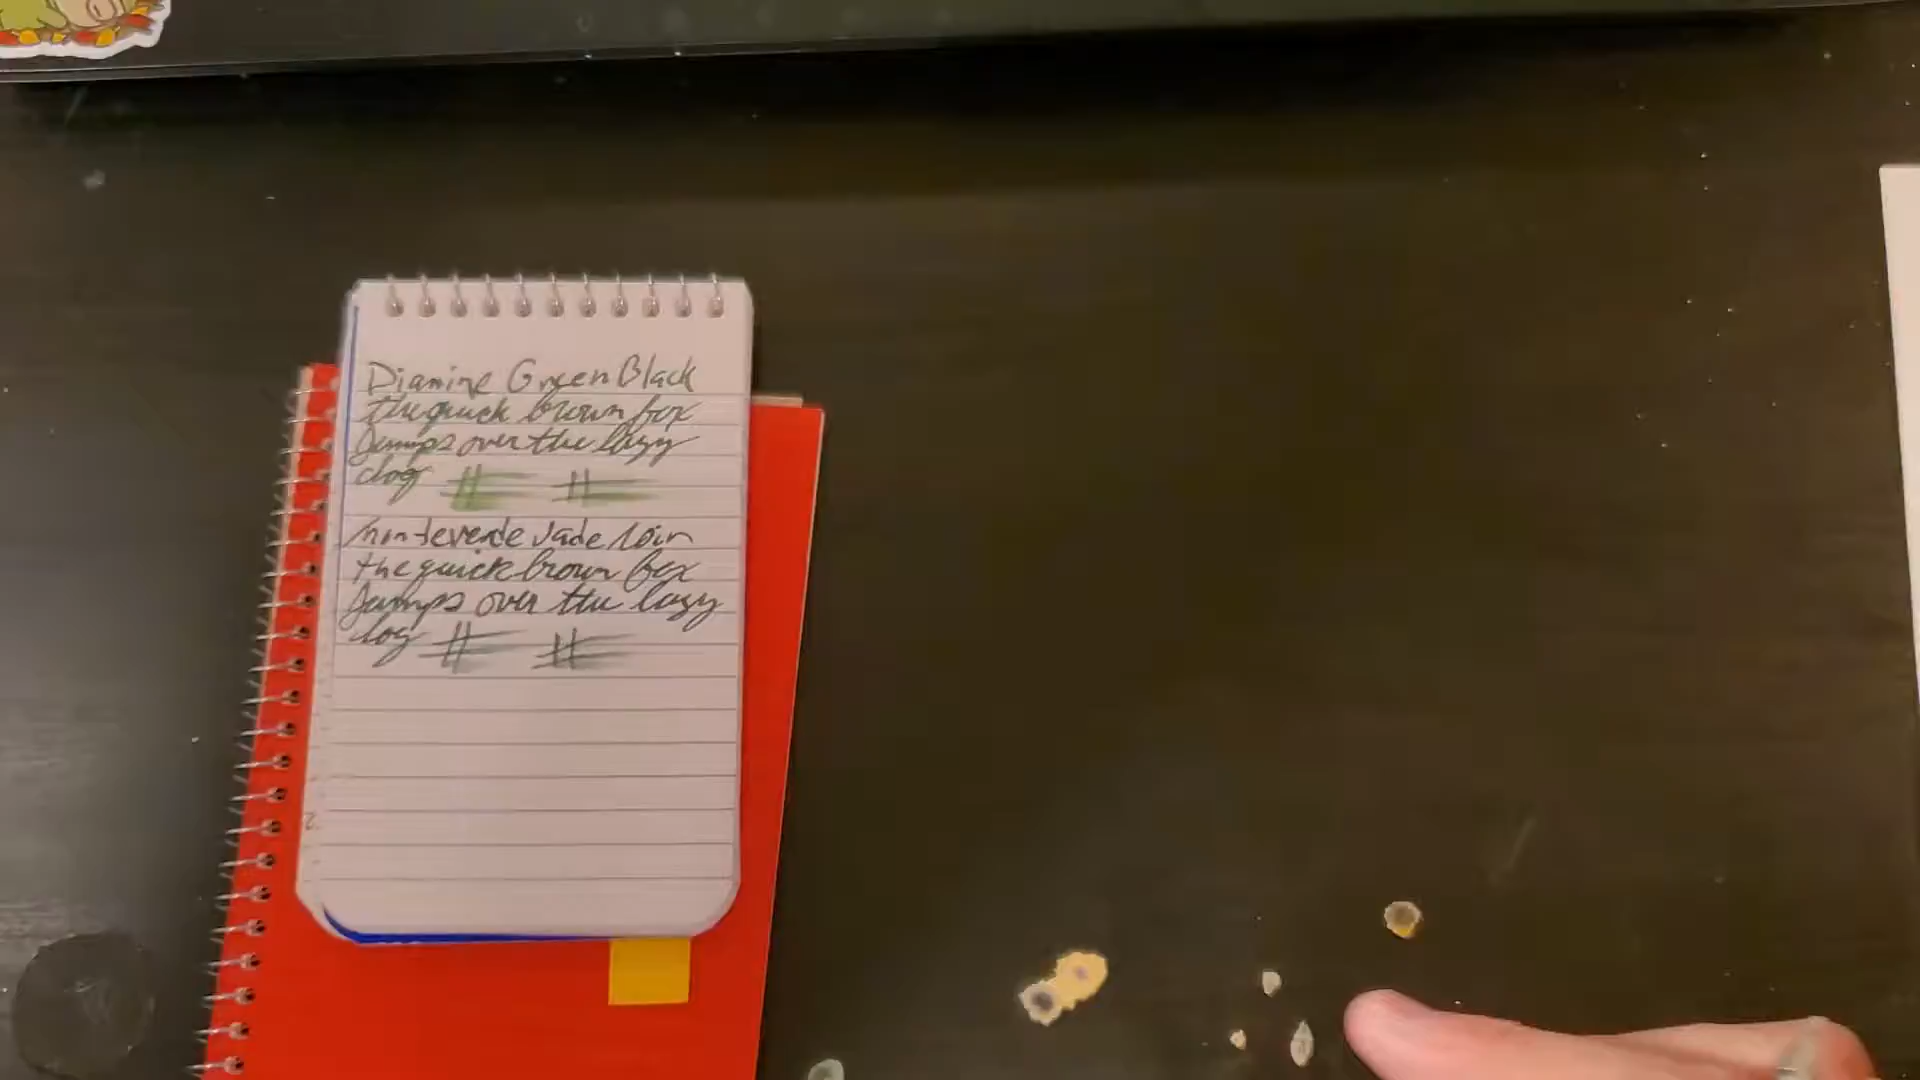 Diamine Green Black
the quick brown fox
Jumps over the lazy
dog
monteverde Jade noir
the quick brown fox
Jumps over the lazy
dog